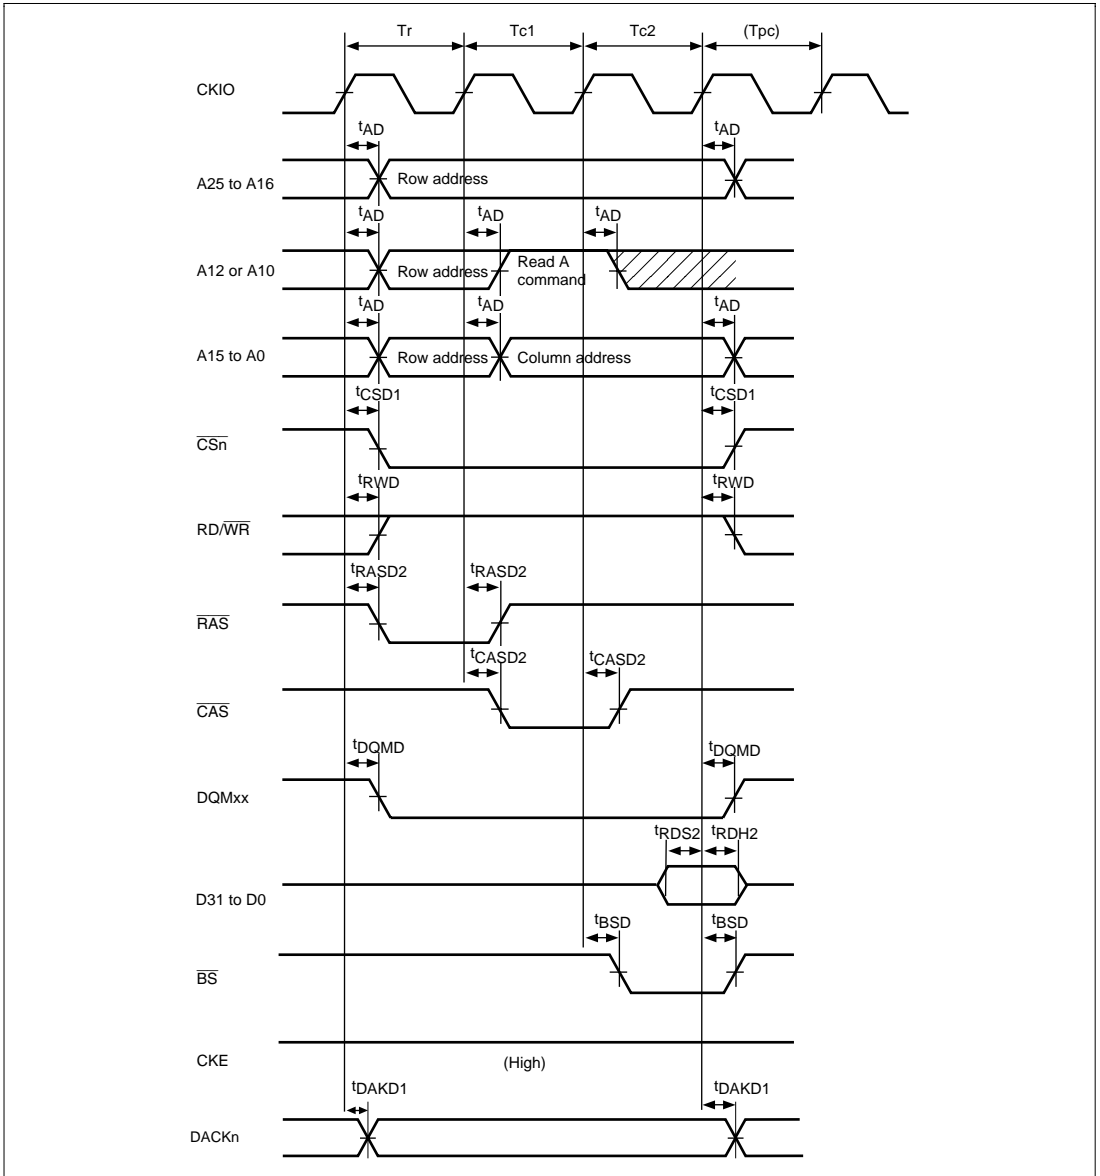 Tr Tc1 Tc2 (Tpc)
CKIO
tAD tAD
A25 to A16 Row address
tAD tAD tAD
A12 or A10 Row address Read A
command
tAD tAD tAD
A15 to A0 Row address Column address
tCSD1 tCSD1
CSn
tRWD tRWD
RD/WR
tRASD2 tRASD2
RAS
tCASD2 tCASD2
CAS
tDQMD tDQMD
DQMxx
tRDS2 tRDH2
D31 to D0
tBSD tBSD
BS
CKE (High)
tDAKD1 tDAKD1
DACKn